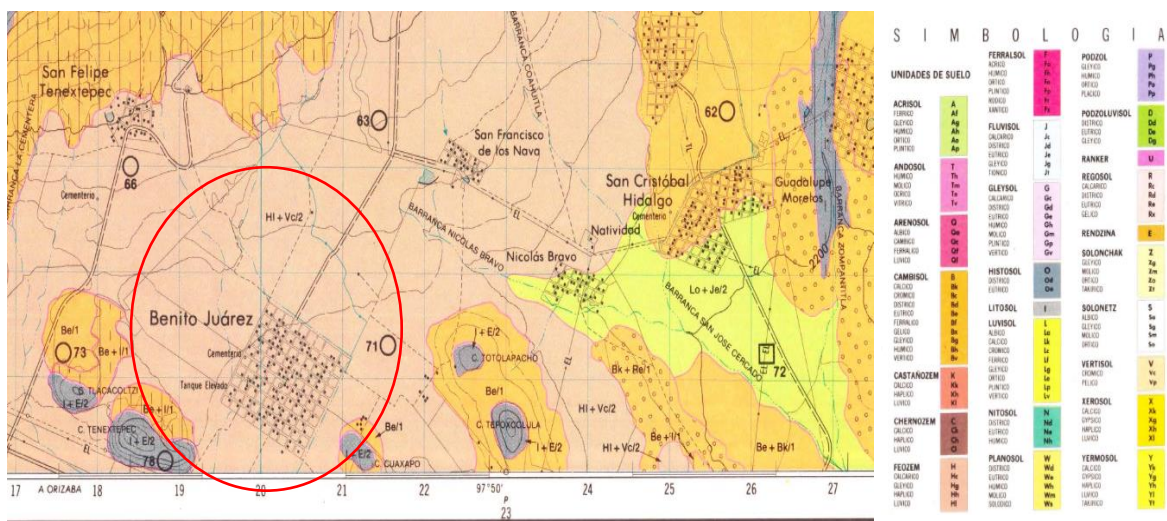 San Felipe
Tenextepec
BARRANCA LA CEMENTERA
66
Cementerio
63
BARRANCA COAHUITLA
San Francisco
de los Nava
EL
62
San Cristóbal
Hidalgo
Cementerio
Guadalupe
Morelos
BARRANCA ZOMPANTITLA
2200
Hl+Vc/2
BARRANCA NICOLAS BRAVO
EL
Natividad
Nicolás Bravo
Lo+Je/2
BARRANCA SAN JOSE CERCADO
EL
72
Benito Juárez
Cementerio
Tanque Elevado
71
Be/1
73
Be+I/1
C. TLACACOLTZI
I+E/2
Be+I/1
C. TENEXTEPEC
I+E/2
78
I+E/2
C. TOTOLAPACHO
Be/1
C. TEPOXCOLULA
I+E/2
Be/1
I+E/2
C. CUAXAPO
EL
Bk+Re/1
Hl+Vc/2
Hl+Vc/2
Be+I/1
Be+Bk/1
17 A ORIZABA 18 19 20 21 22 97°50' 24 25 26 27
23
SIMBOLOGIA
UNIDADES DE SUELO
ACRISOL A
FERRICO Af
GLEYICO Ag
HUMICO Ah
ORTICO Ao
PLINTICO Ap
ANDOSOL T
HUMICO Th
MOLICO Tm
OCRICO To
VITRICO Tv
ARENOSOL Q
ALBICO
CAMBICO Qc
FERRALICO Qf
LUVICO
CAMBISOL B
CALCICO Bk
CROMICO Bc
DISTRICO Bd
EUTRICO Be
FERRALICO Bf
GELICO
GLEYICO Bg
HUMICO Bh
VERTICO Bv
CASTAÑOZEM K
CALCICO Kk
HAPLICO Kh
LUVICO Kl
CHERNOZEM C
CALCICO Ck
HAPLICO Ch
LUVICO
FEOZEM H
CALCARICO Hc
GLEYICO Hg
HAPLICO Hh
LUVICO Hl
FERRALSOL F
ACRICO Fa
HUMICO Fh
ORTICO Fo
PLINTICO Fp
RODICO Fr
XANTICO Fx
FLUVISOL J
CALCARICO Jc
DISTRICO Jd
EUTRICO Je
GLEYICO Jg
TIONICO Jt
GLEYSOL G
CALCARICO Gc
DISTRICO Gd
EUTRICO Ge
HUMICO Gh
MOLICO Gm
PLINTICO Gp
VERTICO Gv
HISTOSOL O
DISTRICO Od
EUTRICO Oe
LITOSOL I
LUVISOL L
ALBICO La
CALCICO Lk
CROMICO Lc
FERRICO Lf
GLEYICO Lg
ORTICO Lo
PLINTICO Lp
VERTICO Lv
NITOSOL N
DISTRICO Nd
EUTRICO Ne
HUMICO Nh
PLANOSOL W
DISTRICO Wd
EUTRICO We
HUMICO Wh
MOLICO Wm
SOLODICO Ws
PODZOL P
GLEYICO Pg
HUMICO Ph
ORTICO Po
PLACICO Pp
PODZOLUVISOL D
DISTRICO Dd
EUTRICO De
GLEYICO Dg
RANKER U
REGOSOL R
CALCARICO Rc
DISTRICO Rd
EUTRICO Re
GELICO Rx
RENDZINA E
SOLONCHAK Z
GLEYICO Zg
MOLICO Zm
ORTICO Zo
TAKIRICO Zt
SOLONETZ S
ALBICO Sa
GLEYICO Sg
MOLICO Sm
ORTICO So
VERTISOL V
CROMICO Vc
PELICO Vp
XEROSOL X
CALCICO Xk
GYPSICO Xg
HAPLICO Xh
LUVICO Xl
YERMOSOL Y
CALCICO Yk
GYPSICO Yg
HAPLICO Yh
LUVICO Yl
TAKIRICO Yt